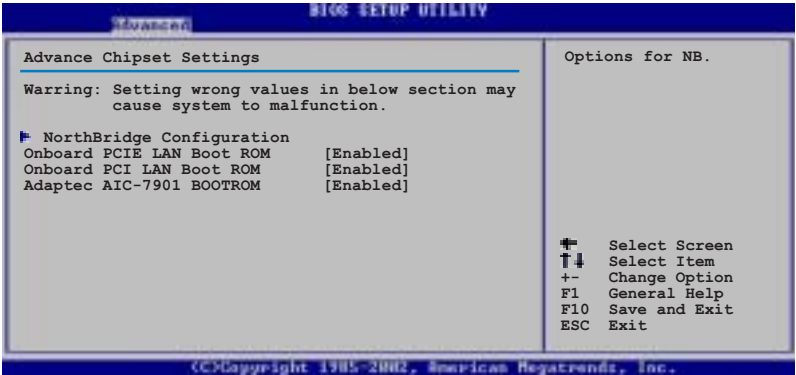 BIOS SETUP UTILITY
Advanced
Advance Chipset Settings
Warring: Setting wrong values in below section may
cause system to malfunction.
NorthBridge Configuration
Onboard PCIE LAN Boot ROM [Enabled]
Onboard PCI LAN Boot ROM [Enabled]
Adaptec AIC-7901 BOOTROM [Enabled]
Options for NB.
Select Screen
↑↓ Select Item
+- Change Option
F1 General Help
F10 Save and Exit
ESC Exit
(C)Copyright 1985-2002, American Megatrends, Inc.